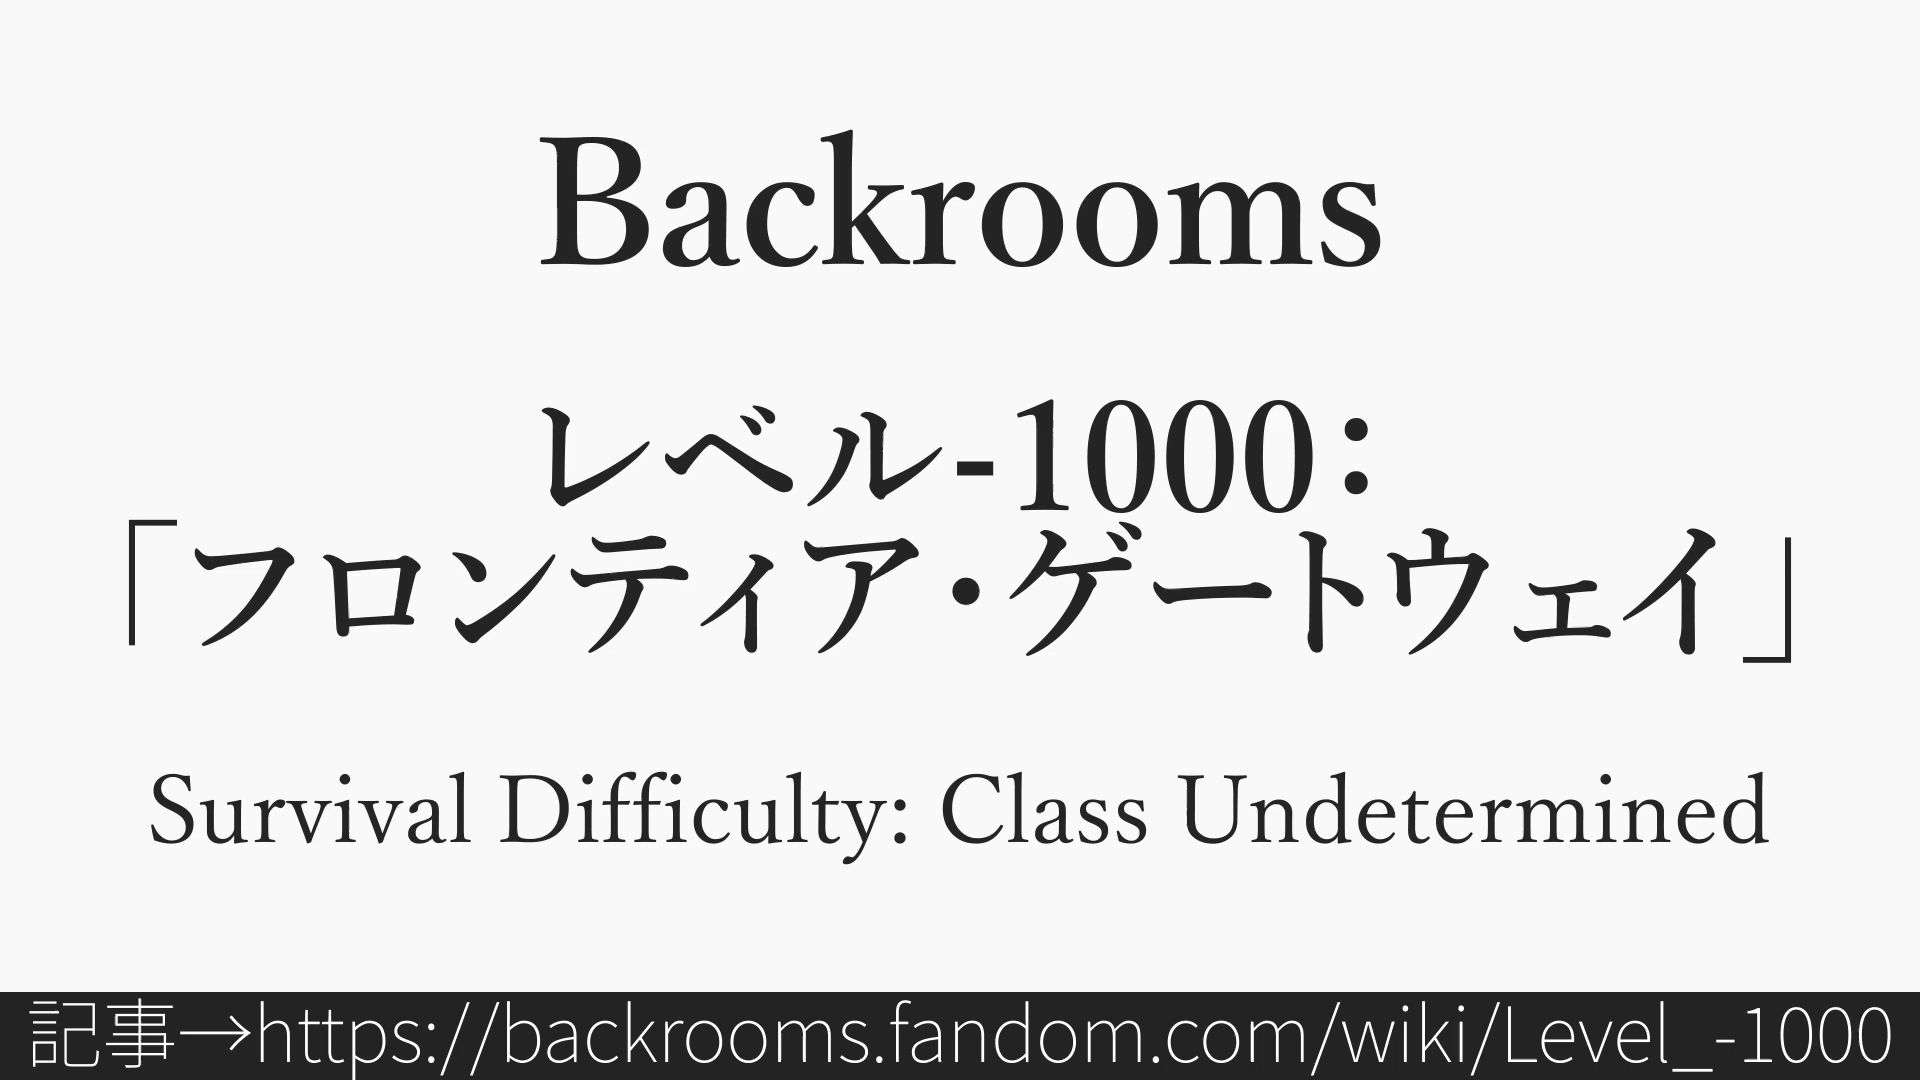 Backrooms
レベル-1000：
「フロンティア・ゲートウェイ」
Survival Difficulty: Class Undetermined
記事→https://backrooms.fandom.com/wiki/Level_-1000